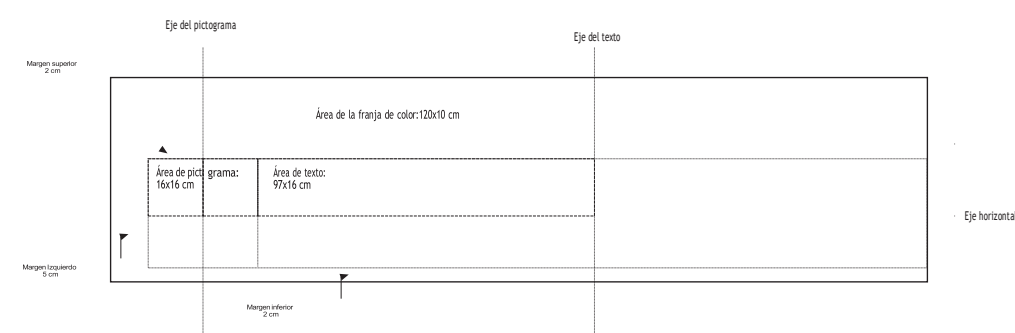 Eje del pictograma
Eje del texto
Margen superior
2 cm
Área de la franja de color:120x10 cm
Área de pict grama:
16x16 cm
Área de texto:
97x16 cm
Eje horizontal
Margen Izquierdo
5 cm
Margen inferior
2 cm